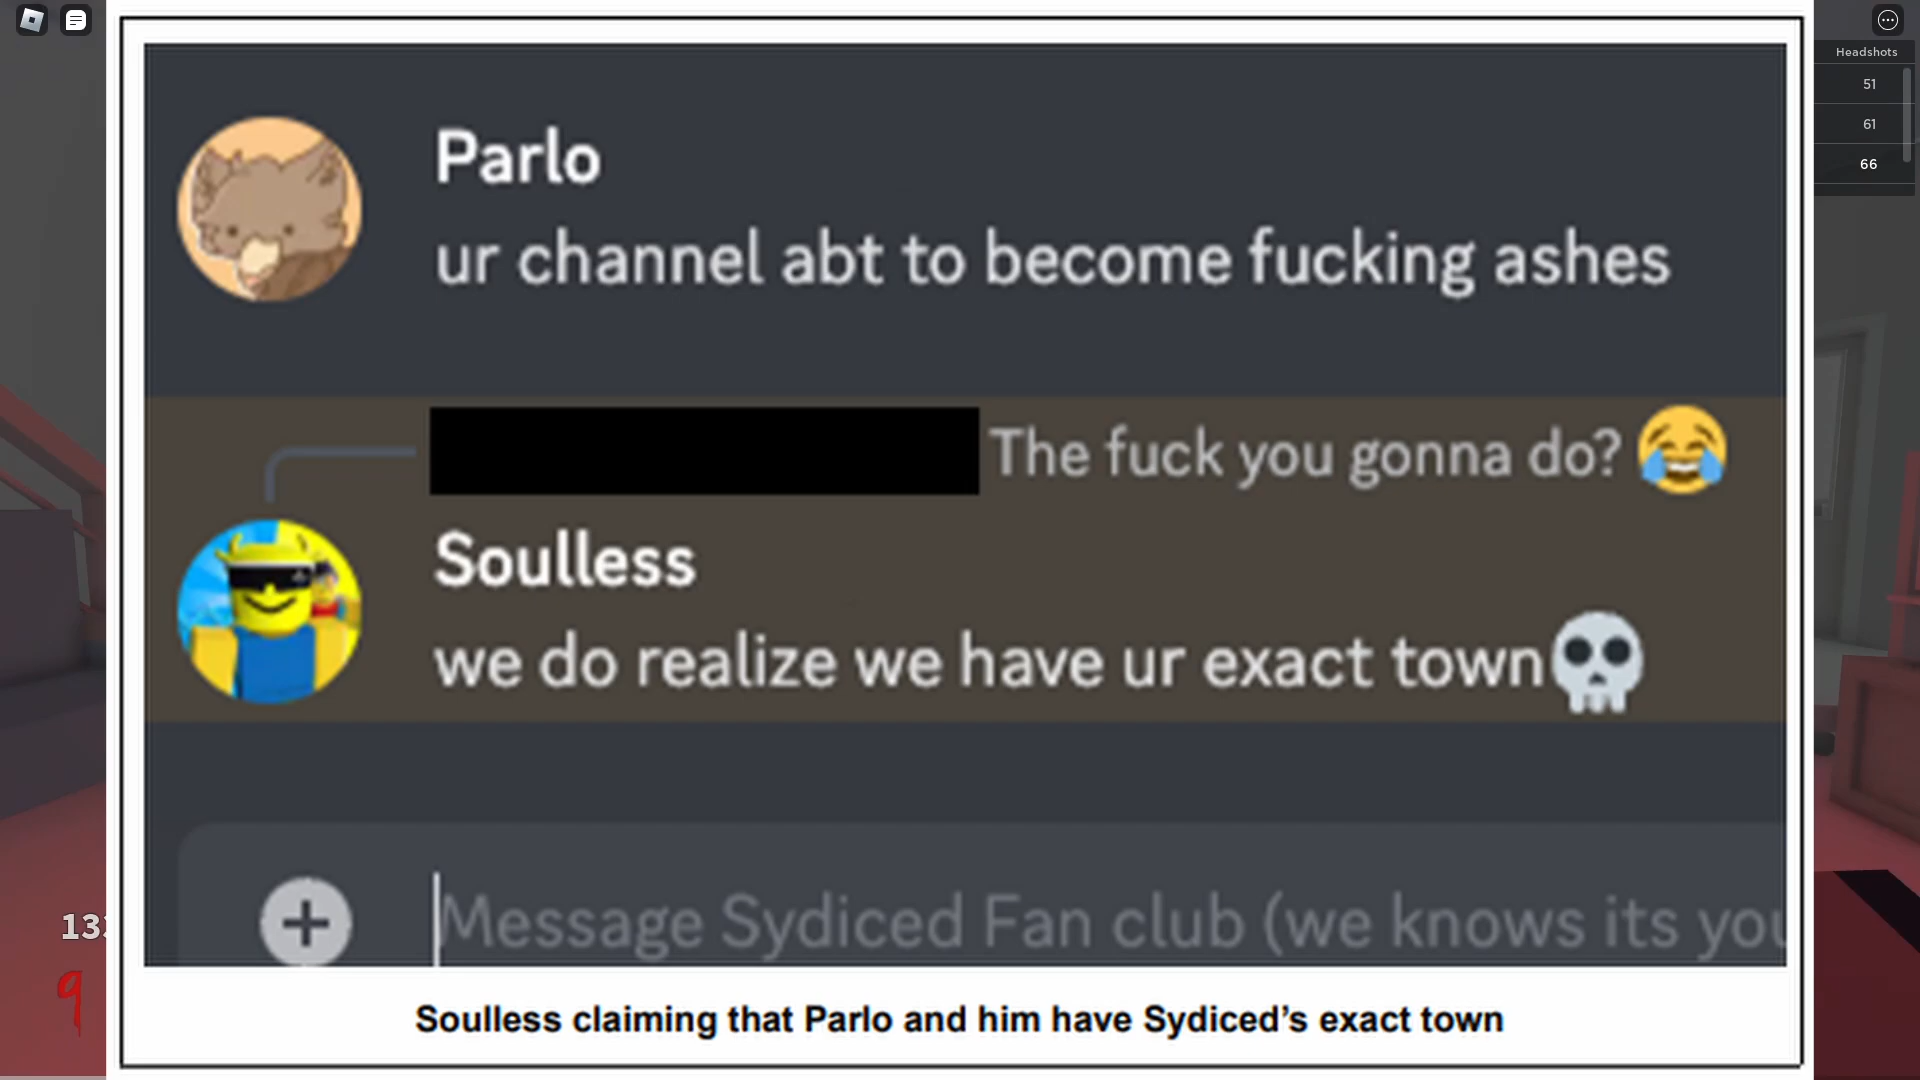 Headshots
51
61
66
Parlo
ur channel abt to become fucking ashes
The fuck you gonna do? 😂
Soulless
we do realize we have ur exact town💀
Message Sydiced Fan club (we knows its you
Soulless claiming that Parlo and him have Sydiced’s exact town
9